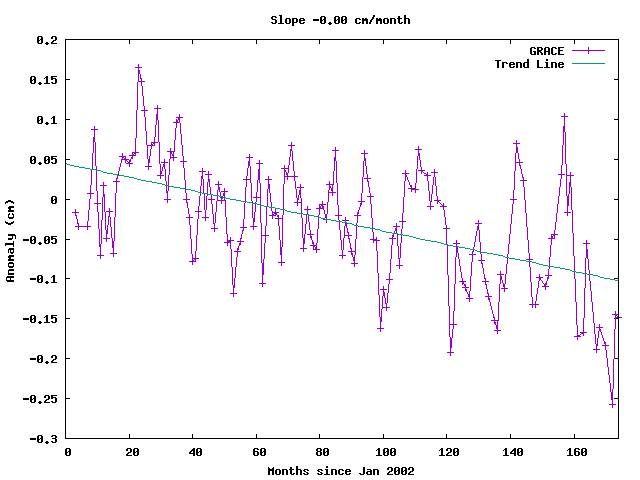 Slope -0.00 cm/month
GRACE
Trend Line
0.2
0.15
0.1
0.05
0
-0.05
-0.1
-0.15
-0.2
-0.25
-0.3
Anomaly (cm)
0 20 40 60 80 100 120 140 160
Months since Jan 2002